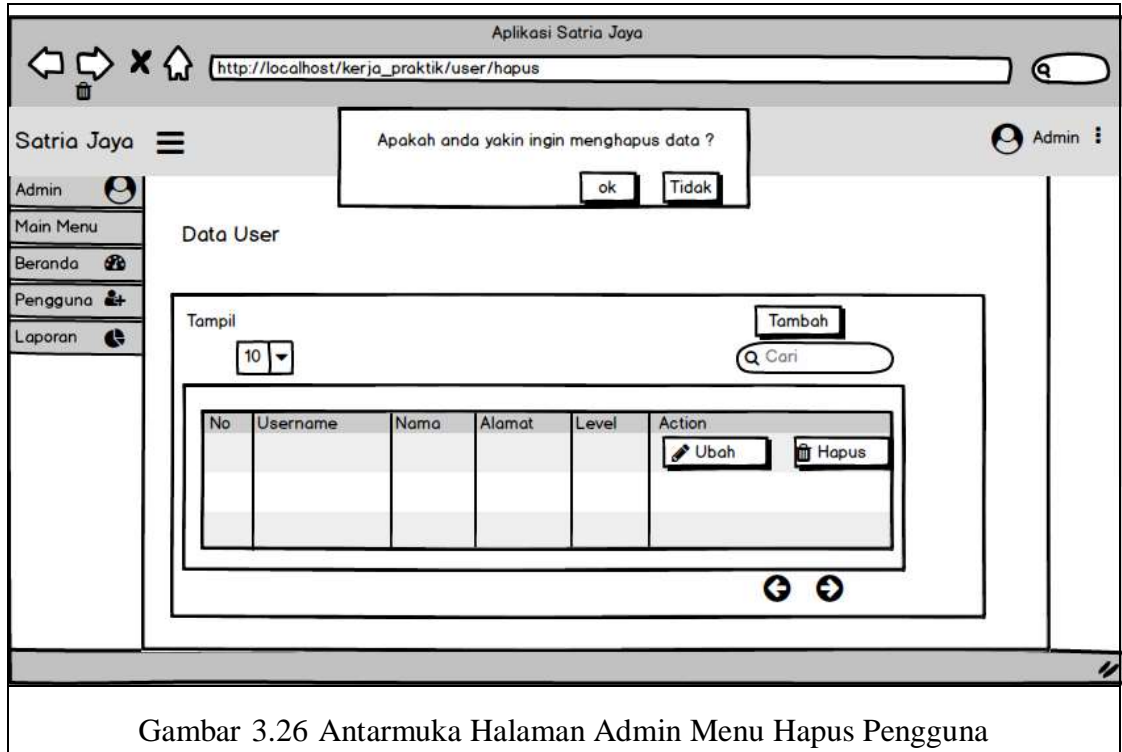 Aplikasi Satria Jaya
http://localhost/kerja_praktik/user/hapus
Satria Jaya
Apakah anda yakin ingin menghapus data ?
ok Tidak
Admin
Admin
Main Menu
Beranda
Pengguna
Laporan
Data User
Tampil
10
Tambah
Cari
No Username Nama Alamat Level Action
Ubah Hapus
Gambar 3.26 Antarmuka Halaman Admin Menu Hapus Pengguna